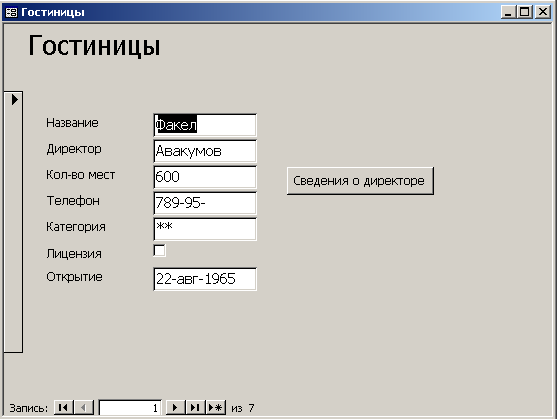 Гостиницы
Гостиницы
Название Факел
Директор Авакумов
Кол-во мест 600
Сведения о директоре
Телефон 789-95-
Категория **
Лицензия
Открытие 22-авг-1965
Запись: 1 из 7